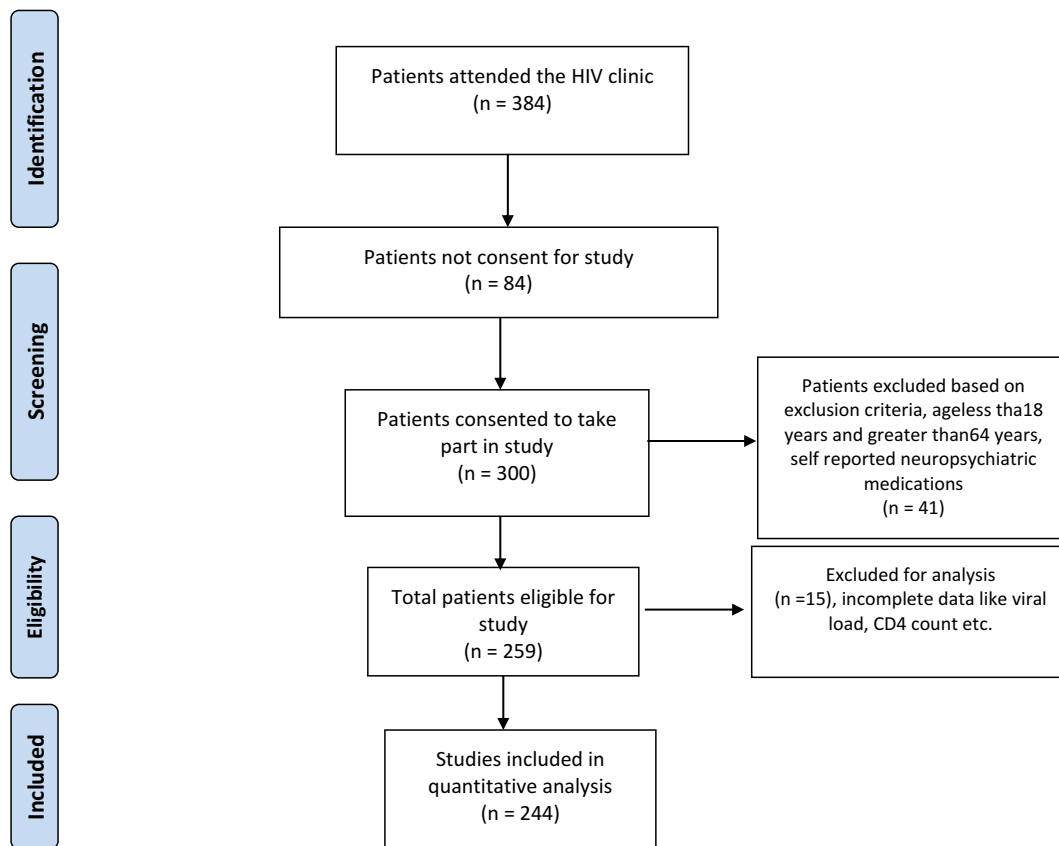 Identification
Patients attended the HIV clinic
(n = 384)
Patients not consent for study
(n = 84)
Screening
Patients consented to take
part in study
(n = 300)
Patients excluded based on
exclusion criteria, ageless tha18
years and greater than64 years,
self reported neuropsychiatric
medications
(n = 41)
Eligibility
Total patients eligible for
study
(n = 259)
Excluded for analysis
(n =15), incomplete data like viral
load, CD4 count etc.
Included
Studies included in
quantitative analysis
(n = 244)